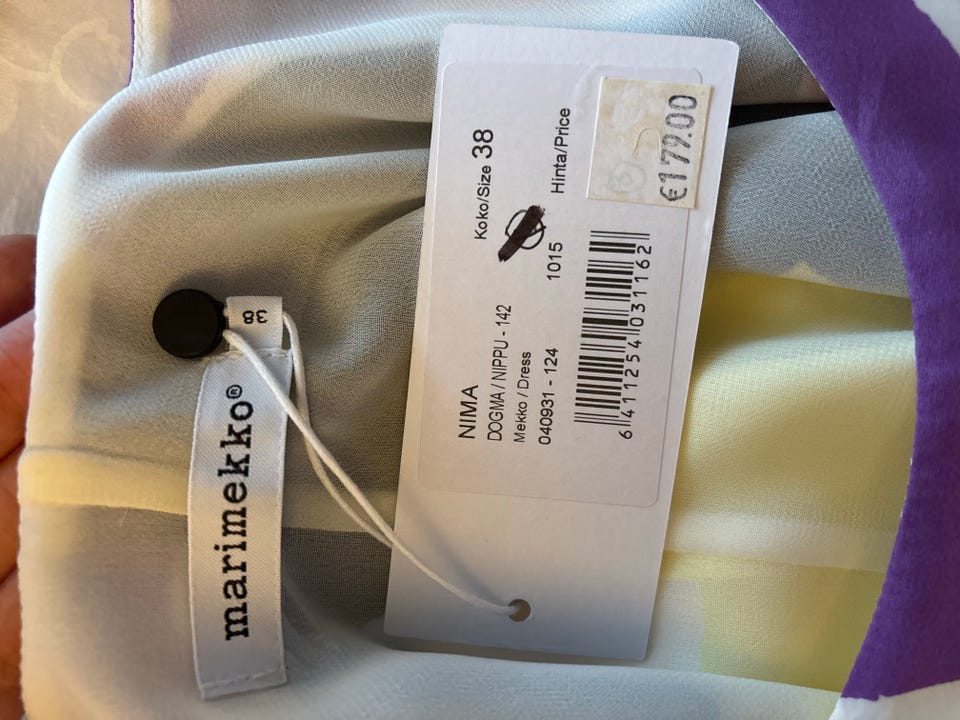 marimekko®
38
Koko/Size 38
NIMA
DOGMA / NIPPU - 142
Mekko / Dress
040931 - 124
1015
Hinta/Price
€179.00
6 411254 031162